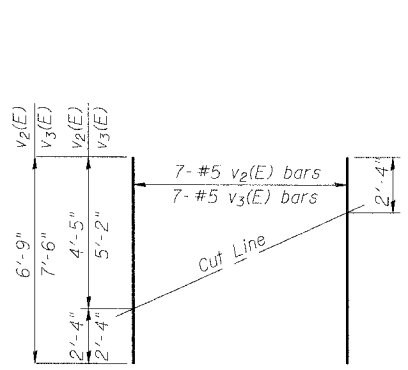 v2(E)
v3(E)
v2(E)
v3(E)
7- #5 v2(E) bars
7- #5 v3(E) bars
2'-4"
6'-9"
7'-6"
4'-5"
5'-2"
Cut Line
2'-4"
2'-4"